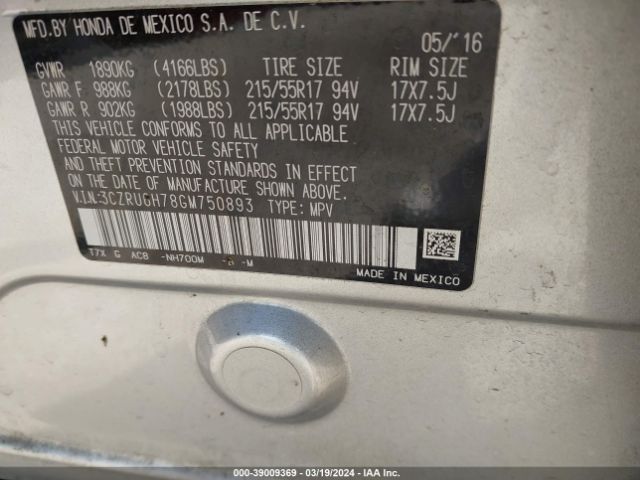 MFD. BY HONDA DE MEXICO S.A. DE C.V.
05/'16
GVWR 1890KG (4166LBS) TIRE SIZE RIM SIZE
GAWR F 988KG (2178LBS) 215/55R17 94V 17X7.5J
GAWR R 902KG (1988LBS) 215/55R17 94V 17X7.5J
THIS VEHICLE CONFORMS TO ALL APPLICABLE
FEDERAL MOTOR VEHICLE SAFETY
AND THEFT PREVENTION STANDARDS IN EFFECT ON
THE DATE OF MANUFACTURE SHOWN ABOVE.
V.I.N:3CZRU6H78GM750893 TYPE: MPV
T7X G AC8 -NH700M -B -M
MADE IN MEXICO
000-39009369 - 03/19/2024 - IAA Inc.